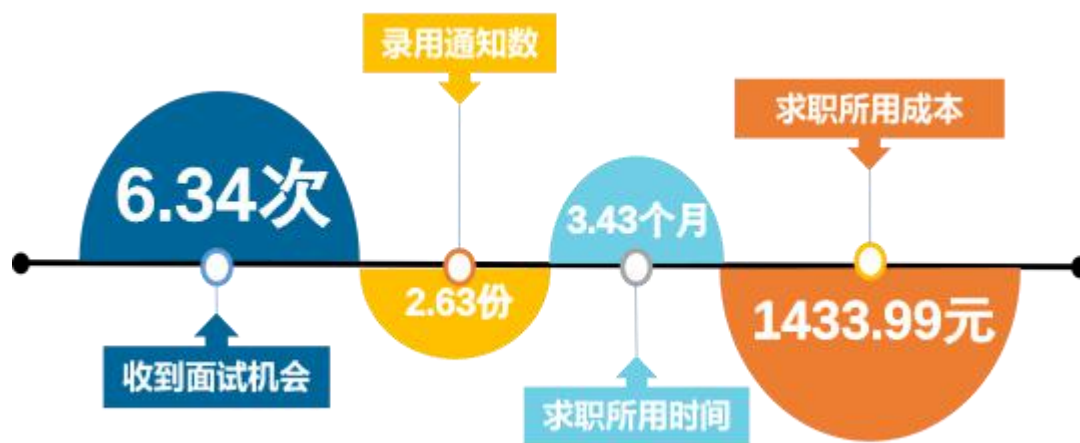 录用通知数
求职所用成本
6.34次
3.43个月
2.63份
1433.99元
收到面试机会
求职所用时间